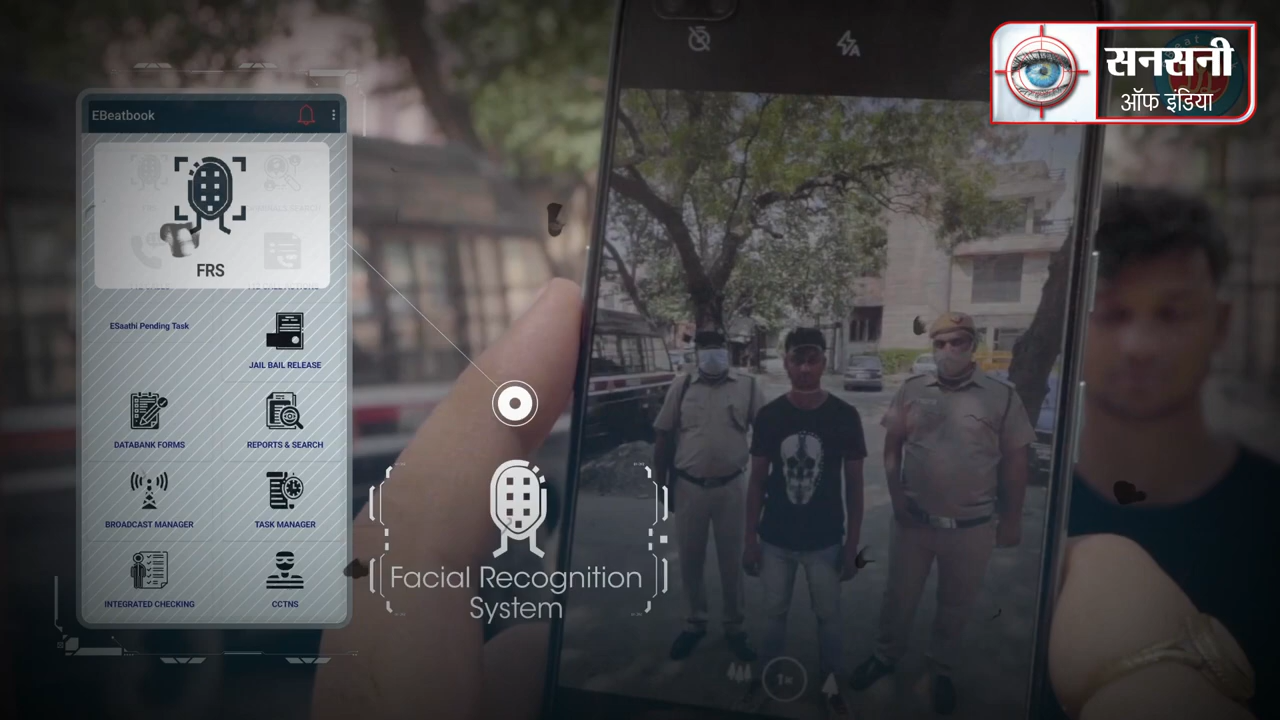 सनसनी
ऑफ इंडिया
EBeatbook
FRS
ESaathi Pending Task
JAIL BAIL RELEASE
DATABANK FORMS
REPORTS & SEARCH
BROADCAST MANAGER
TASK MANAGER
INTEGRATED CHECKING
CCTNS
Facial Recognition
System
1×